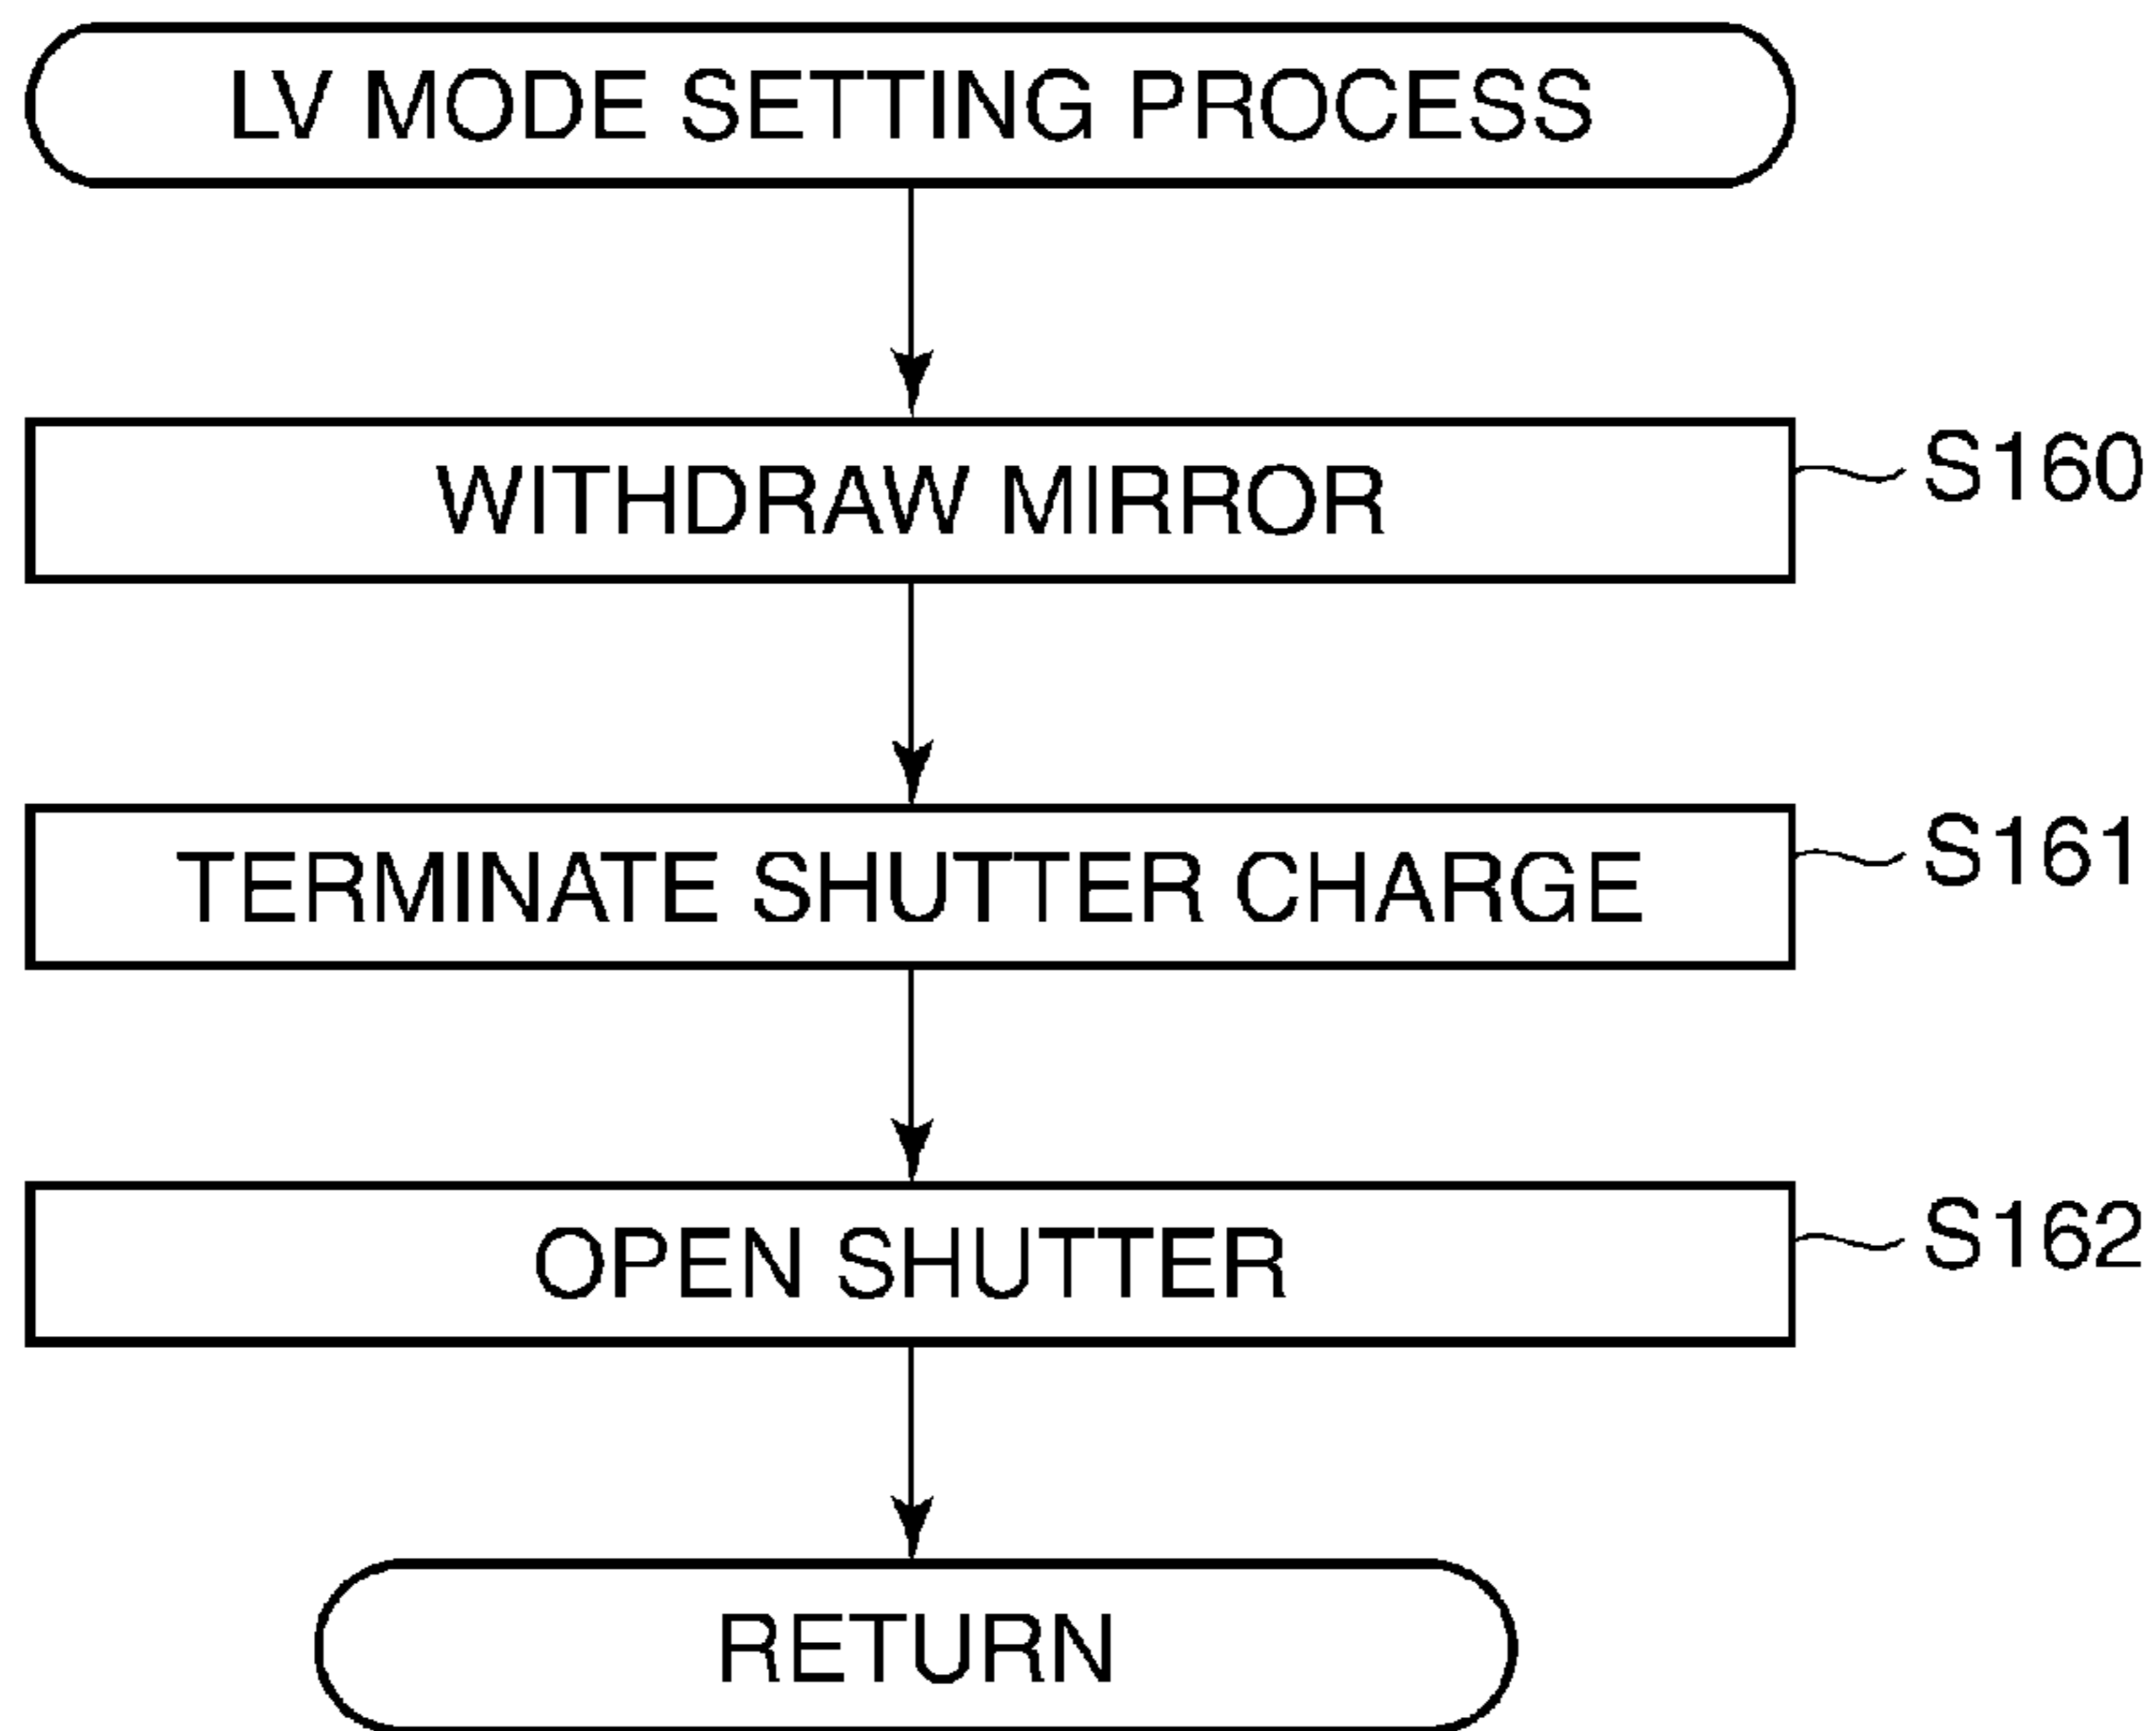 LV MODE SETTING PROCESS
WITHDRAW MIRROR S160
TERMINATE SHUTTER CHARGE S161
OPEN SHUTTER S162
RETURN